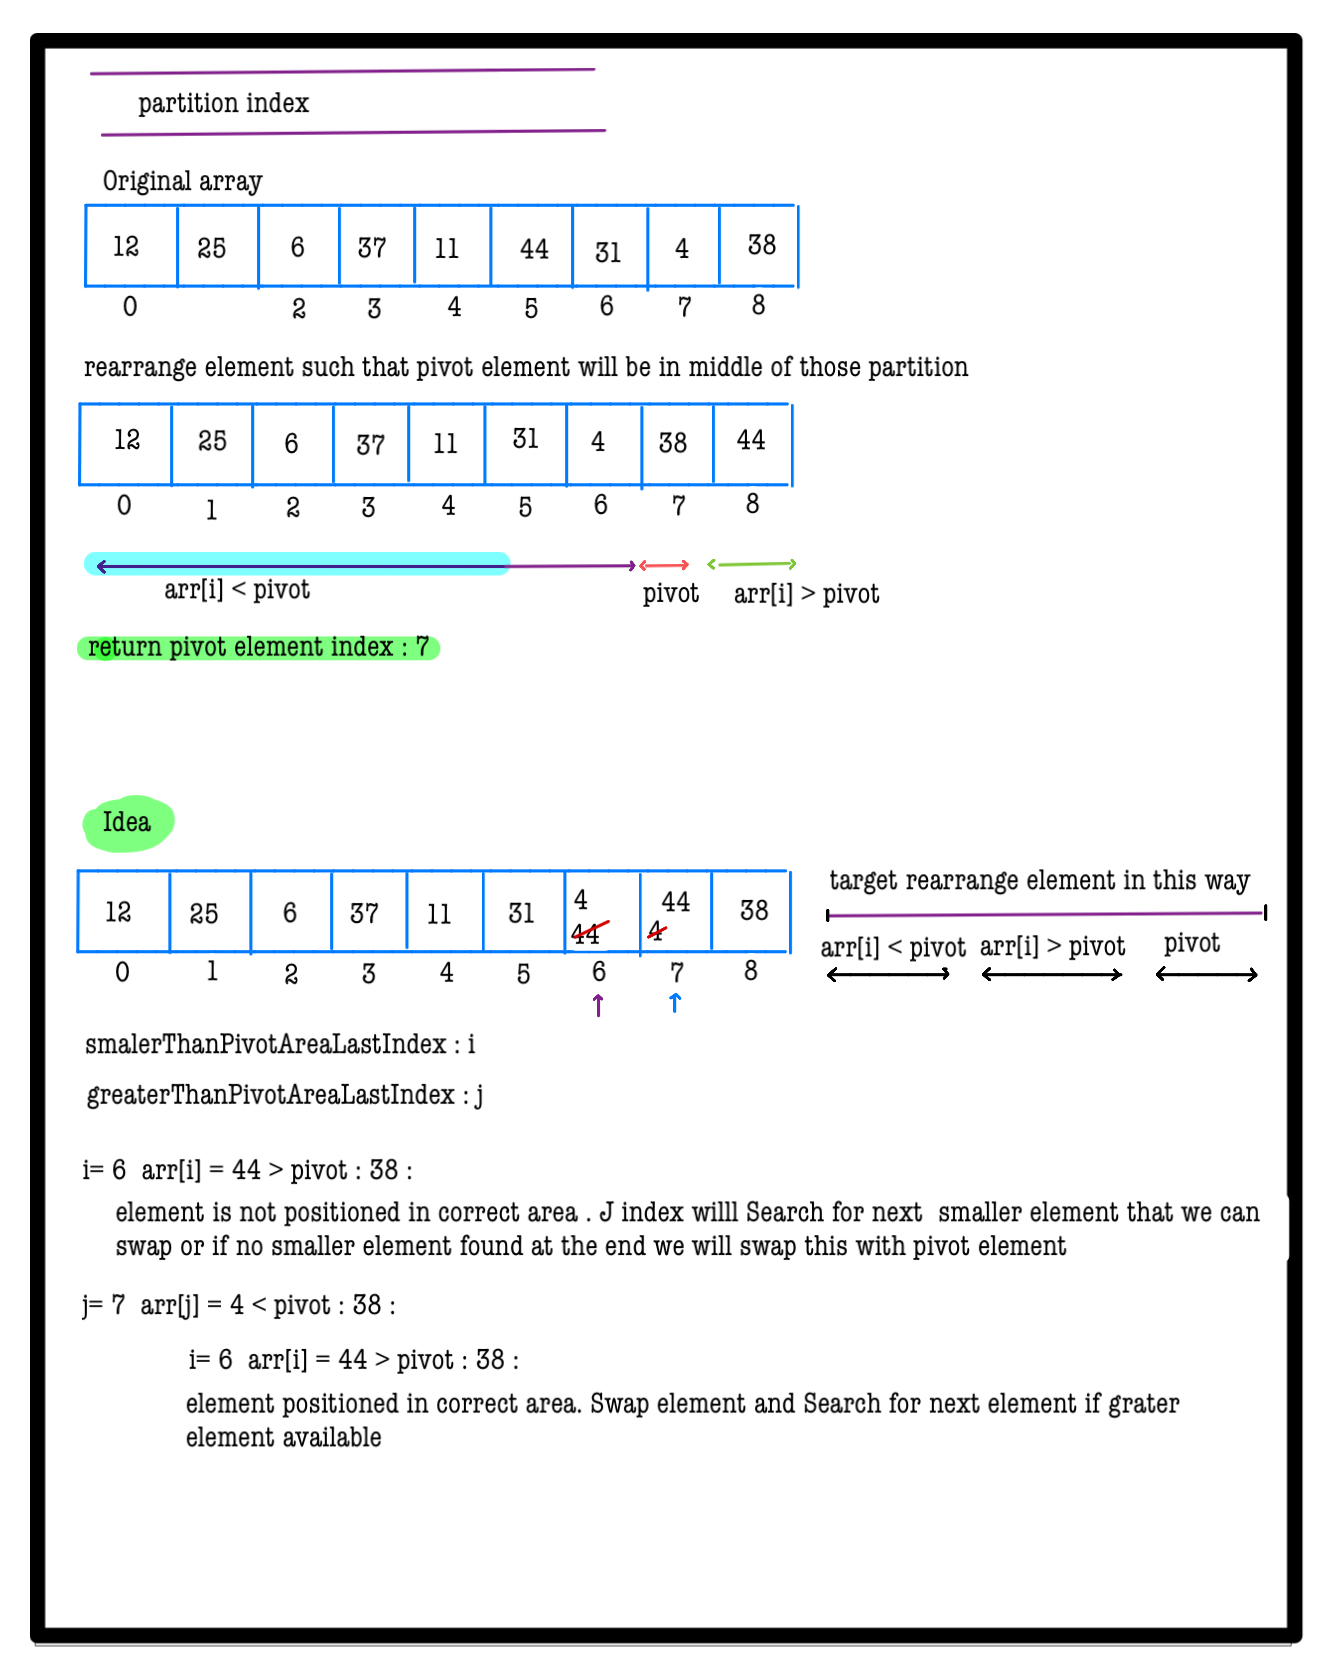 partition index
Original array
12 25 6 37 11 44 31 4 38
0 2 3 4 5 6 7 8
rearrange element such that pivot element will be in middle of those partition
12 25 6 37 11 31 4 38 44
0 1 2 3 4 5 6 7 8
arr[i] < pivot pivot arr[i] > pivot
return pivot element index : 7
Idea
target rearrange element in this way
arr[i] < pivot arr[i] > pivot pivot
4 44
12 25 6 37 11 31 44 4 38
0 1 2 3 4 5 6 7 8
smalerThanPivotAreaLastIndex : i
greaterThanPivotAreaLastIndex : j
i= 6 arr[i] = 44 > pivot : 38 :
element is not positioned in correct area . J index willl Search for next smaller element that we can
swap or if no smaller element found at the end we will swap this with pivot element
j= 7 arr[j] = 4 < pivot : 38 :
i= 6 arr[i] = 44 > pivot : 38 :
element positioned in correct area. Swap element and Search for next element if grater
element available